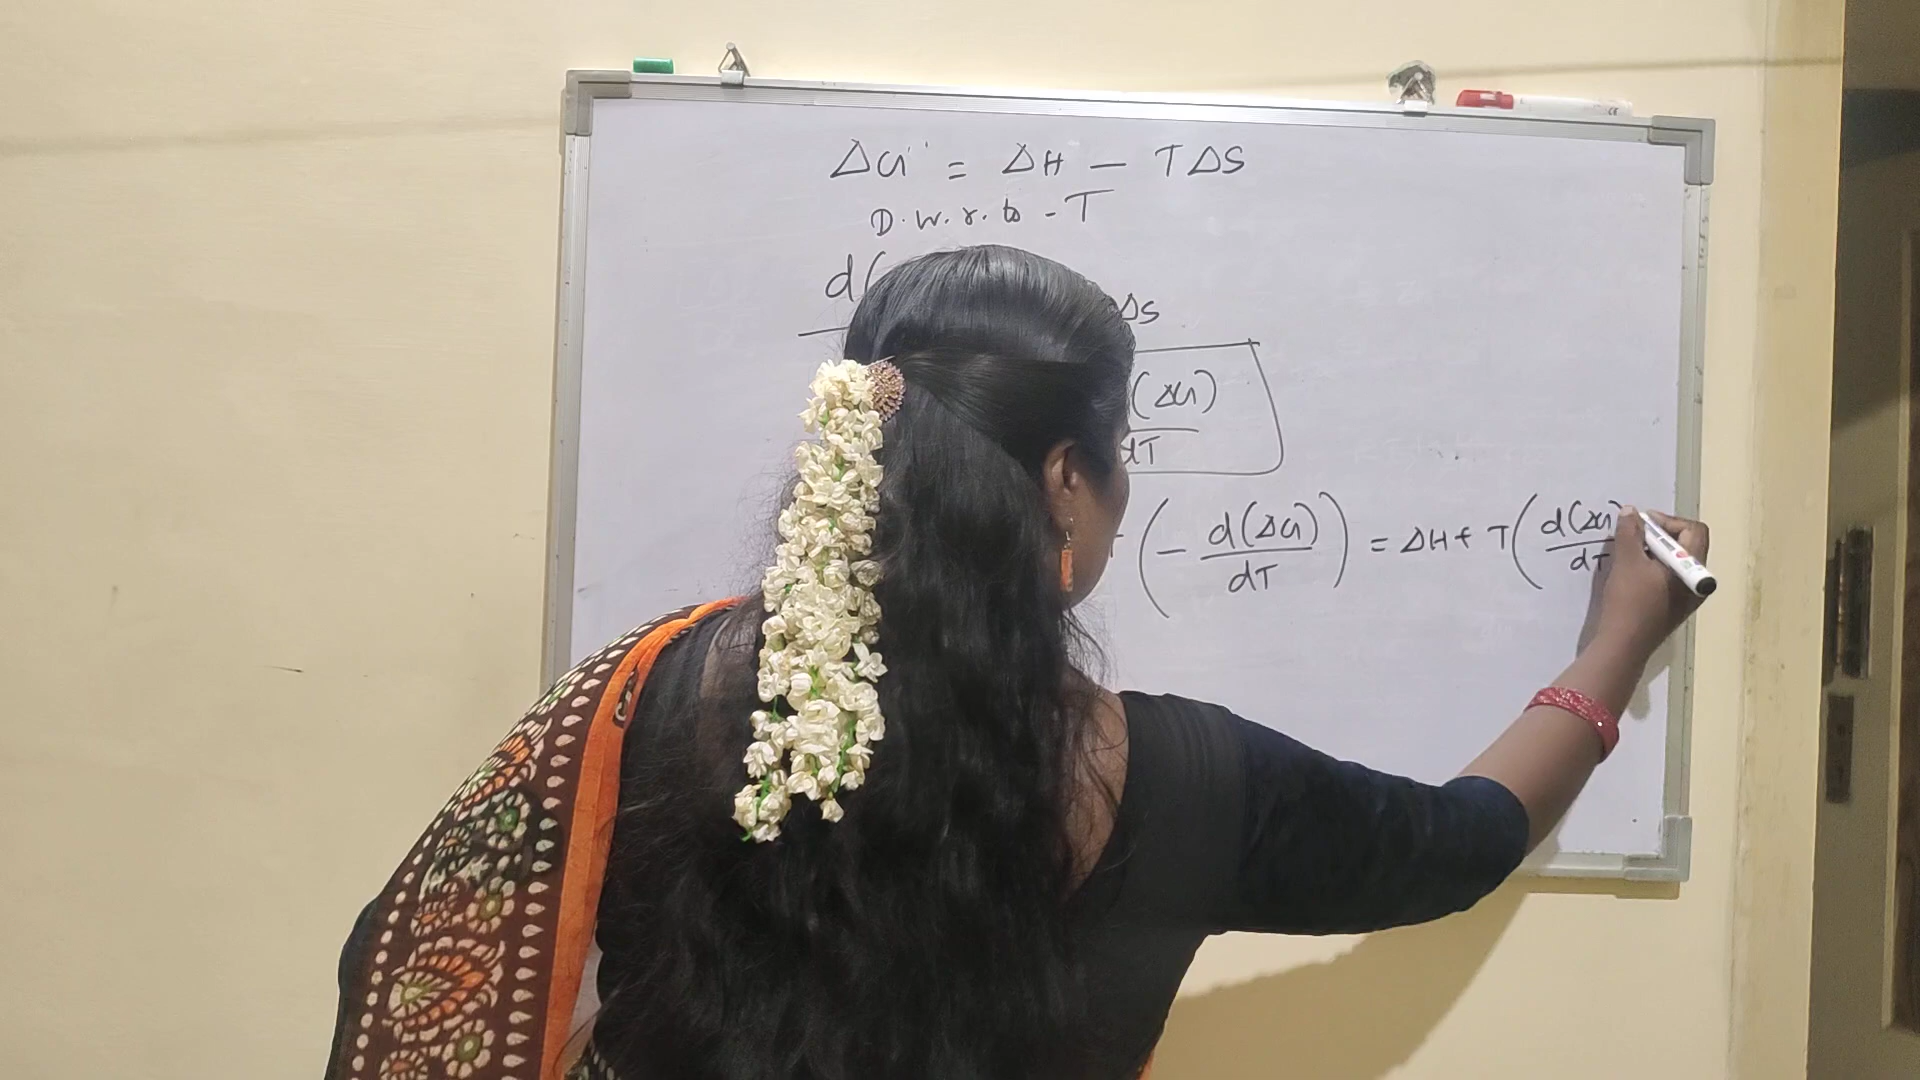 ΔG = ΔH - TΔS
D.w.r.to - T
d(
ΔS
(ΔG)
dT
(- d(ΔG)/dT) = ΔH + T(d(ΔG)/dT